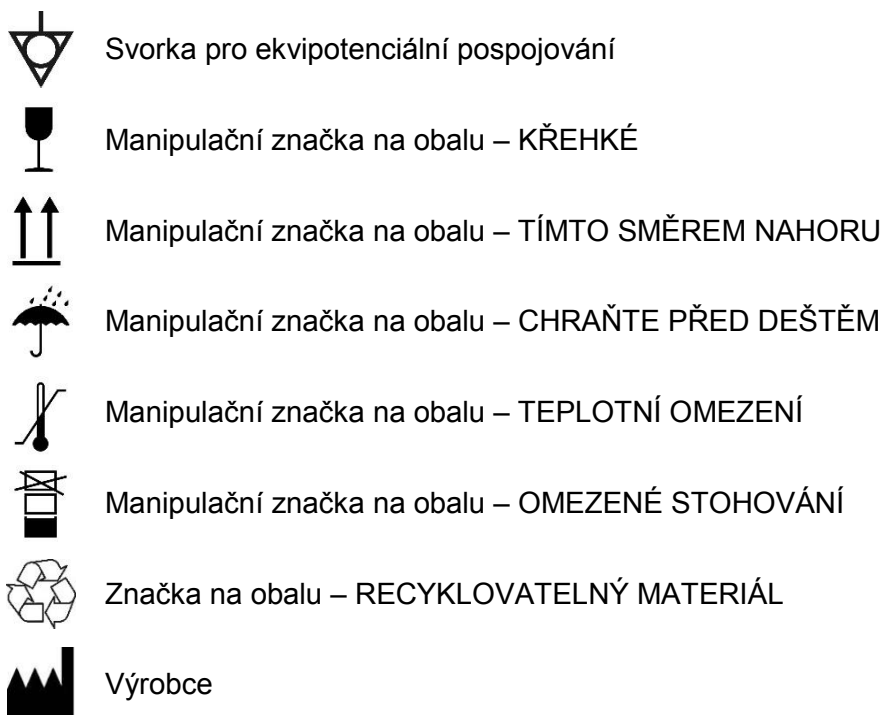 Svorka pro ekvipotenciální pospojování
Manipulační značka na obalu – KŘEHKÉ
Manipulační značka na obalu – TÍMTO SMĚREM NAHORU
Manipulační značka na obalu – CHRAŇTE PŘED DEŠTĚM
Manipulační značka na obalu – TEPLOTNÍ OMEZENÍ
Manipulační značka na obalu – OMEZENÉ STOHOVÁNÍ
Značka na obalu – RECYKLOVATELNÝ MATERIÁL
Výrobce